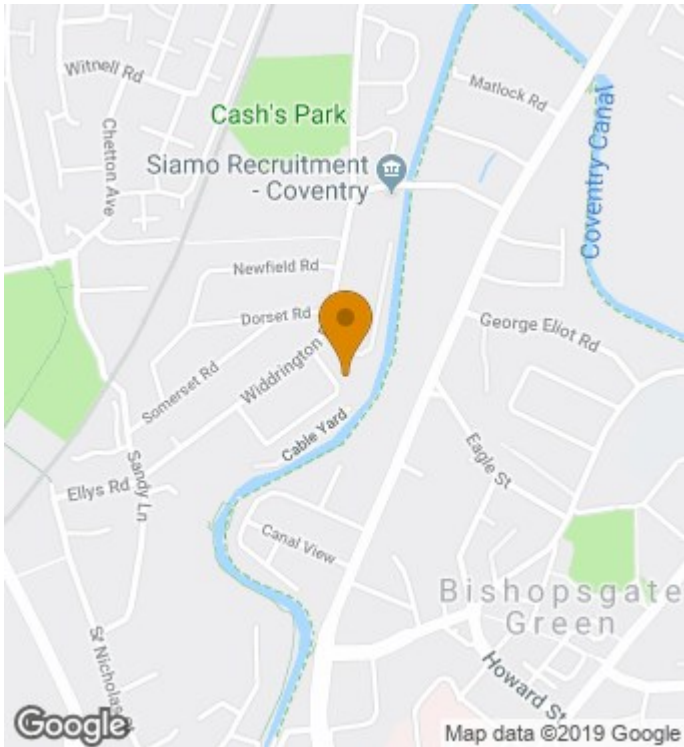 Witnell Rd
Matlock Rd
Chetton Ave
Cash's Park
Coventry Canal
Siamo Recruitment
- Coventry
Newfield Rd
Dorset Rd
George Eliot Rd
Widdrington
Somerset Rd
Cable Yard
Eagle St
Sandy Ln
Ellys Rd
Canal View
Bishopsgate
Green
St Nicholas
Howard St
Google
Map data ©2019 Google